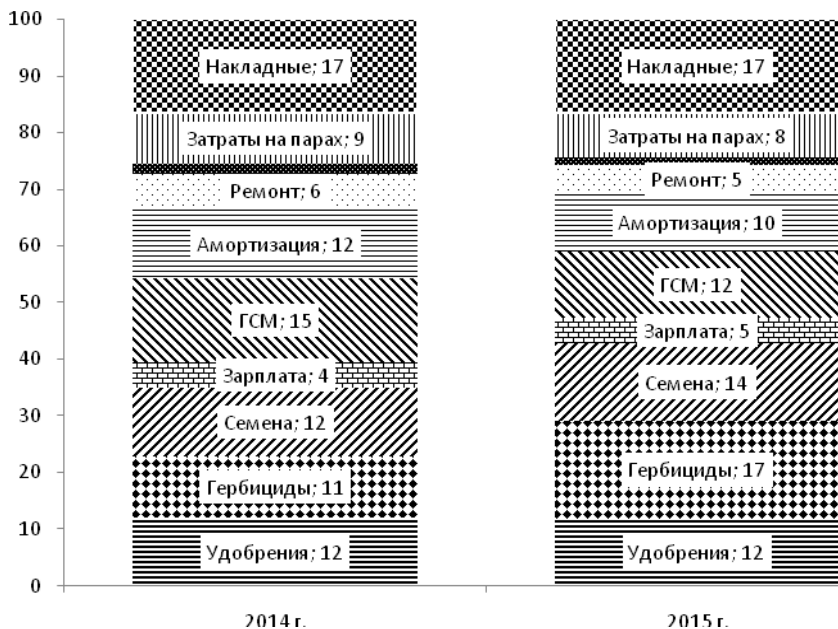 100
90
80
70
60
50
40
30
20
10
0
Накладные; 17
Затраты на парах; 9
Ремонт; 6
Амортизация; 12
ГСМ; 15
Зарплата; 4
Семена; 12
Гербициды; 11
Удобрения; 12
2014 г.
Накладные; 17
Затраты на парах; 8
Ремонт; 5
Амортизация; 10
ГСМ; 12
Зарплата; 5
Семена; 14
Гербициды; 17
Удобрения; 12
2015 г.